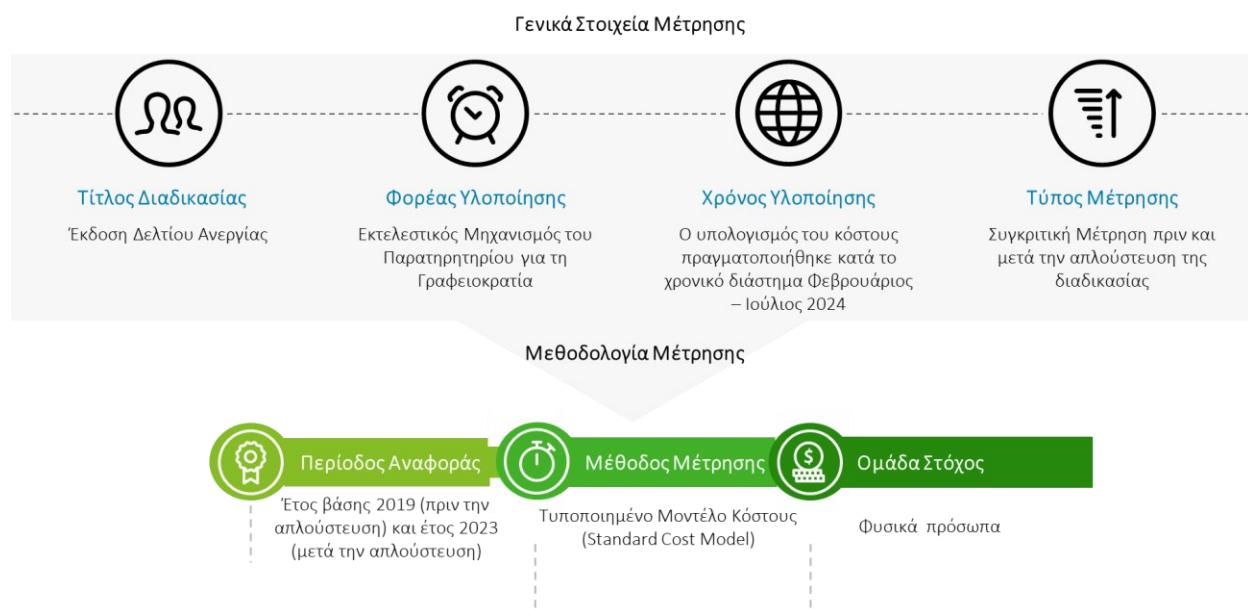 Γενικά Στοιχεία Μέτρησης
Τίτλος Διαδικασίας
Έκδοση Δελτίου Ανεργίας
Φορέας Υλοποίησης
Εκτελεστικός Μηχανισμός του
Παρατηρητηρίου για τη
Γραφειοκρατία
Χρόνος Υλοποίησης
Ο υπολογισμός του κόστους
πραγματοποιήθηκε κατά το
χρονικό διάστημα Φεβρουάριος
– Ιούλιος 2024
Τύπος Μέτρησης
Συγκριτική Μέτρηση πριν και
μετά την απλούστευση της
διαδικασίας
Μεθοδολογία Μέτρησης
Περίοδος Αναφοράς
Έτος βάσης 2019 (πριν την
απλούστευση) και έτος 2023
(μετά την απλούστευση)
Μέθοδος Μέτρησης
Τυποποιημένο Μοντέλο Κόστους
(Standard Cost Model)
$
Ομάδα Στόχος
Φυσικά πρόσωπα